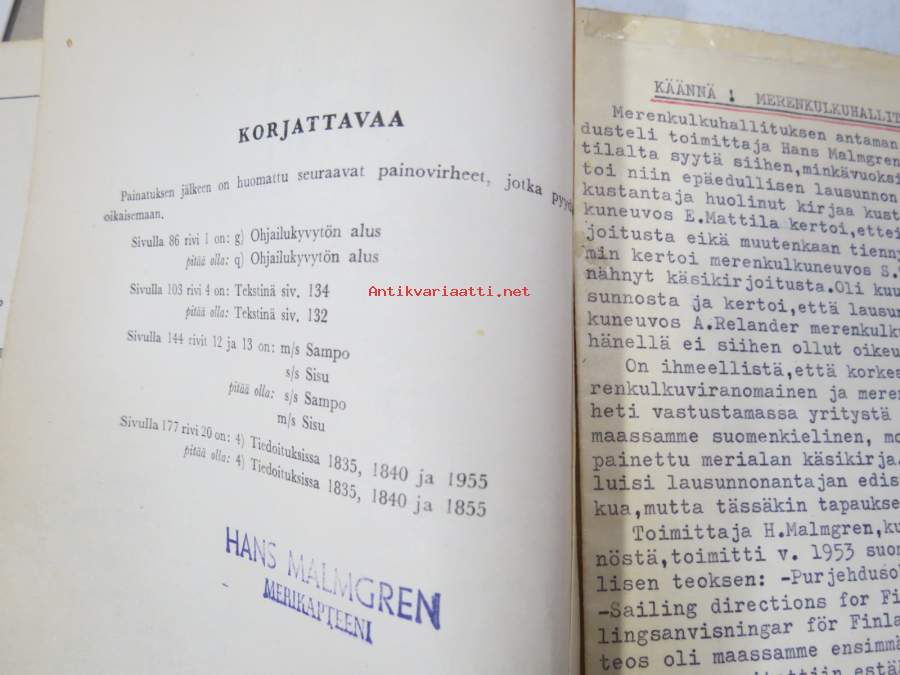 KORJATTAVAA
Painatuksen jälkeen on huomattu seuraavat painovirheet, jotka
oikaisemaan.
Sivulla 86 rivi 1 on: g) Ohjailukyvytön alus
pitää olla: q) Ohjailukyvytön alus
Sivulla 103 rivi 4 on: Tekstinä siv. 134
pitää olla: Tekstinä siv. 132
Sivulla 144 rivit 12 ja 13 on: m/s Sampo
s/s Sisu
pitää olla: s/s Sampo
m/s Sisu
Sivulla 177 rivi 20 on: 4) Tiedoituksissa 1835, 1840 ja 1955
pitää olla: 4) Tiedoituksissa 1835, 1840 ja 1855
HANS MALMGREN
MERIKAPTEENI
Antikvariaatti.net
KÄÄNNÄ ! MERENKULKUHALLIT
Merenkulkuhallituksen antaman
dusteli toimittaja Hans Malmgren
tilalta syytä siihen,minkävuoksi
toi niin epäedullisen lausunnon
kustantaja huolinut kirjaa kust
kuneuvos E.Mattila kertoi,ettei
joitusta eikä muutenkaan tienny
min kertoi merenkulkuneuvos S.
nähnyt käsikirjoitusta.Oli kuu
sunnosta ja kertoi,että lausun
kuneuvos A.Relander merenkulku
hänellä ei siihen ollut oikeu
On ihmeellistä,että korkea
renkulkuviranomainen ja meren
heti vastustamassa yritystä
maassamme suomenkielinen, mo
painettu merialan käsikirja.
luisi lausunnonantajan edis
kua,mutta tässäkin tapaukse
Toimittaja H.Malmgren,ku
nöstä,toimitti v. 1953 suom
lisen teoksen: -Purjehdusoh
-Sailing directions for Fi
lingsanvisningar för Finla
teos oli maassamme ensimmä
estä